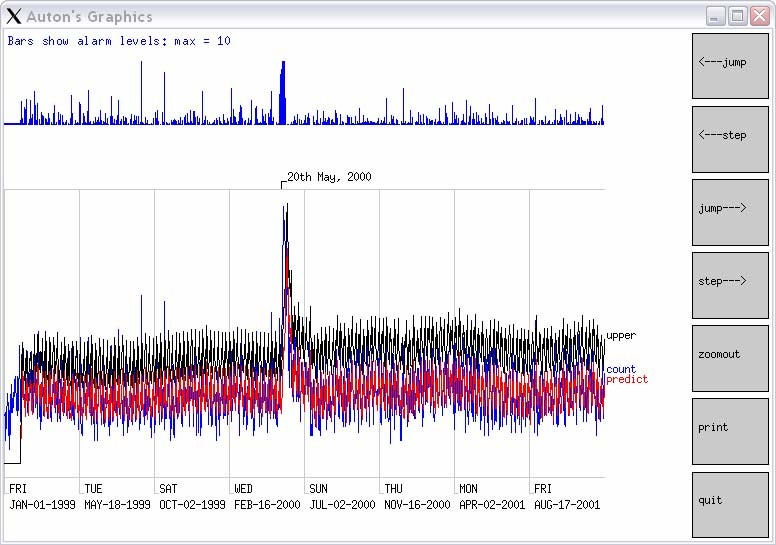 Auton's Graphics
Bars show alarm levels: max = 10
<---jump
<---step
jump--->
step--->
zoomout
print
quit
20th May, 2000
upper
count
predict
FRI TUE SAT WED SUN THU MON FRI
JAN-01-1999 MAY-18-1999 OCT-02-1999 FEB-16-2000 JUL-02-2000 NOV-16-2000 APR-02-2001 AUG-17-2001